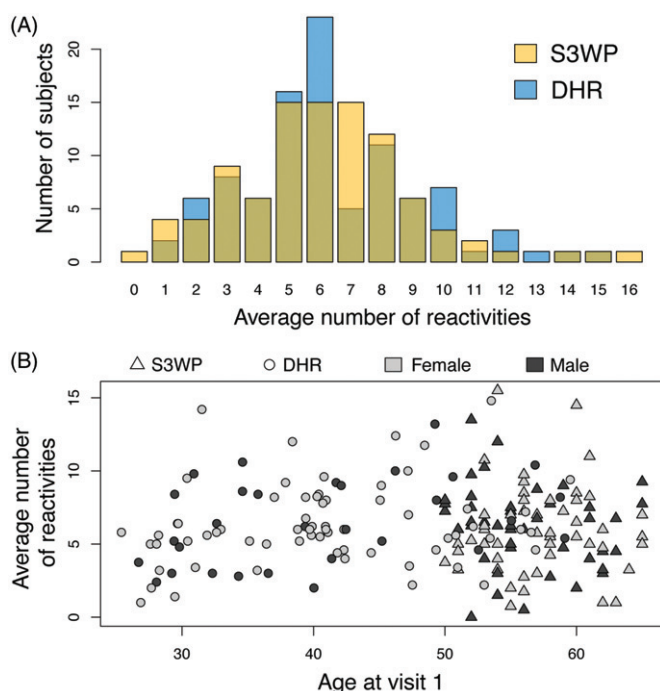 (A)
Number of subjects
20
15
10
5
0
S3WP
DHR
0 1 2 3 4 5 6 7 8 9 10 11 12 13 14 15 16
Average number of reactivities
(B)
S3WP DHR Female Male
Average number
of reactivities
15
10
5
0
30 40 50 60
Age at visit 1